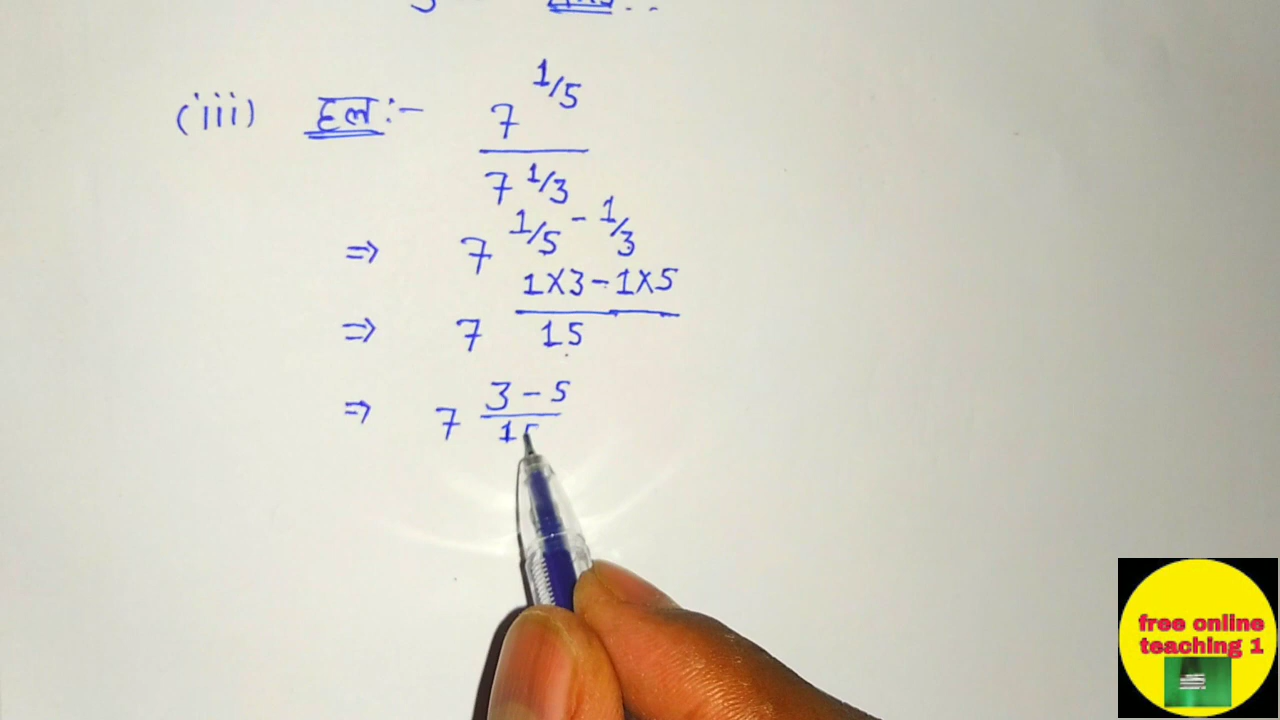 (iii) हल:- 7^1/5
7^1/3
⇒ 7^1/5 - 1/3
⇒ 7^(1×3-1×5)/15
⇒ 7^(3-5)/15
free online
teaching 1